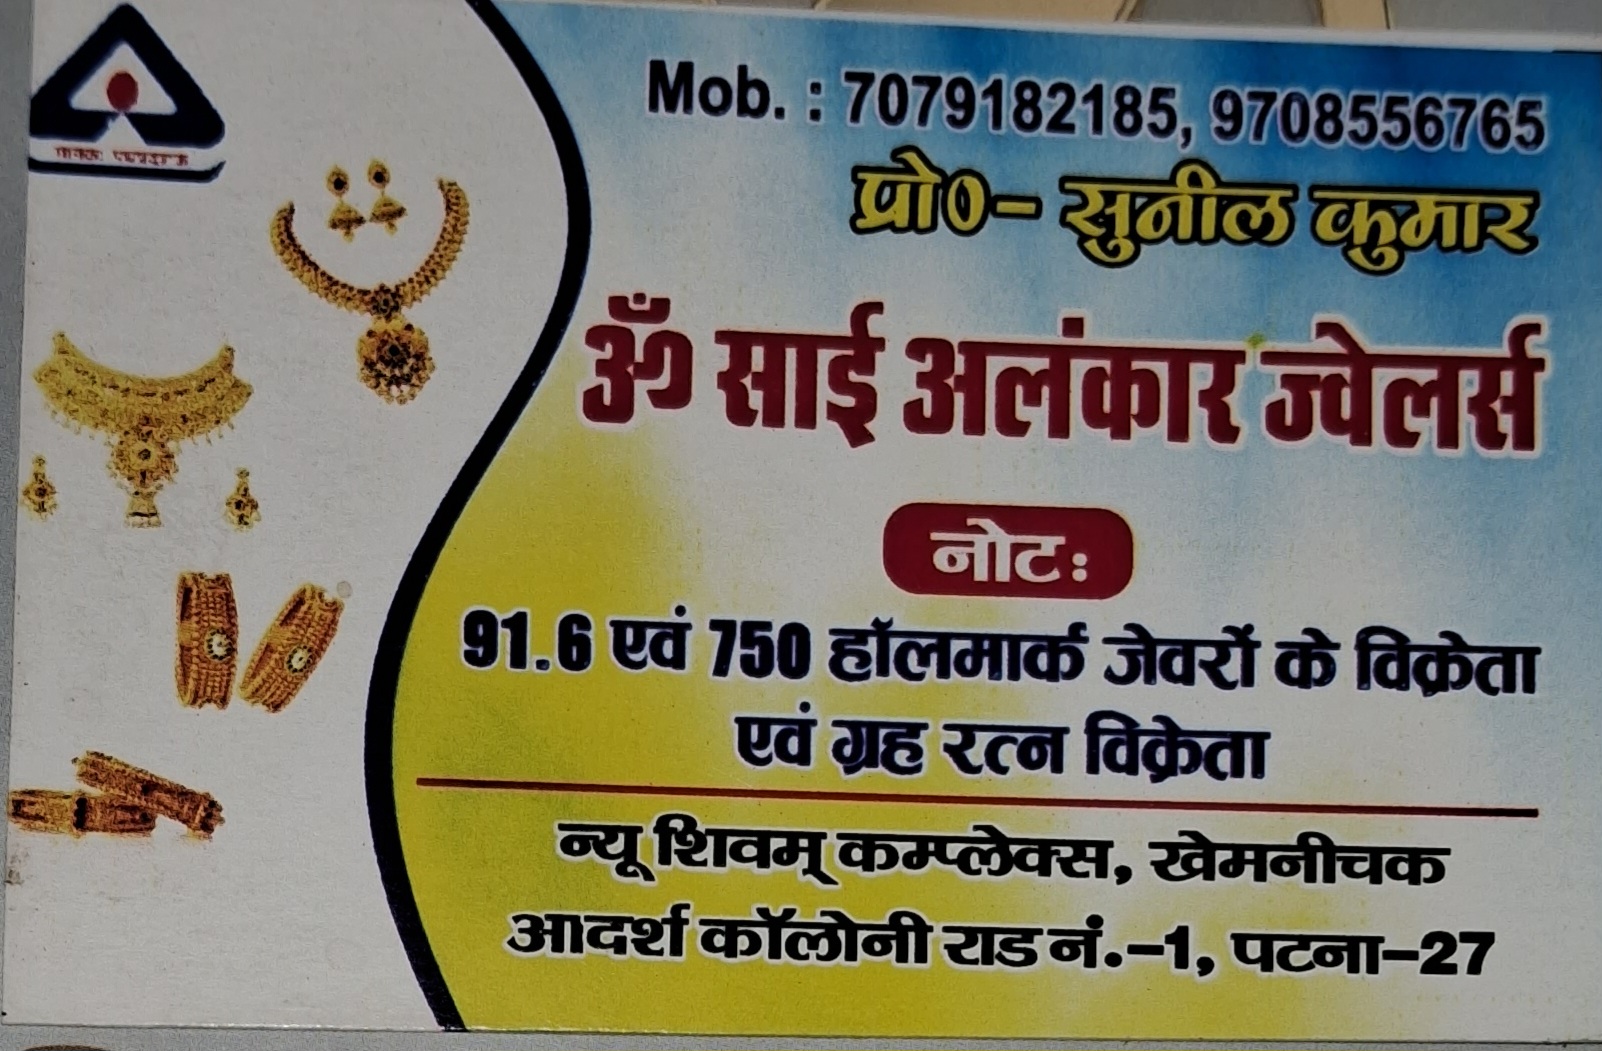 Mob. : 7079182185, 9708556765
प्रो०- सुनील कुमार
ॐ साई अलंकार ज्वेलर्स
नोट:
91.6 एवं 750 हॉलमार्क जेवरों के विक्रेता
एवं ग्रह रत्न विक्रेता
न्यू शिवम् कम्प्लेक्स, खेमनीचक
आदर्श कॉलोनी राड नं.-1, पटना-27